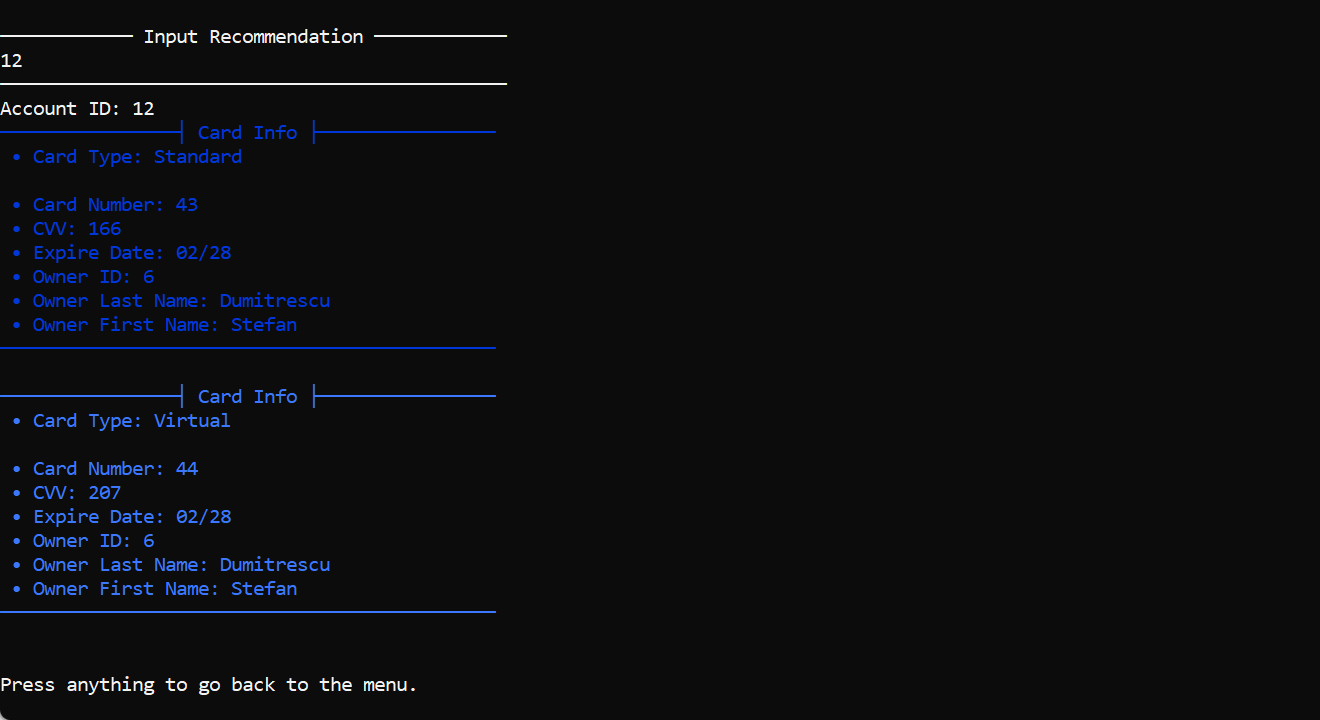 Input Recommendation
12
Account ID: 12
Card Info
• Card Type: Standard
• Card Number: 43
• CVV: 166
• Expire Date: 02/28
• Owner ID: 6
• Owner Last Name: Dumitrescu
• Owner First Name: Stefan
Card Info
• Card Type: Virtual
• Card Number: 44
• CVV: 207
• Expire Date: 02/28
• Owner ID: 6
• Owner Last Name: Dumitrescu
• Owner First Name: Stefan
Press anything to go back to the menu.